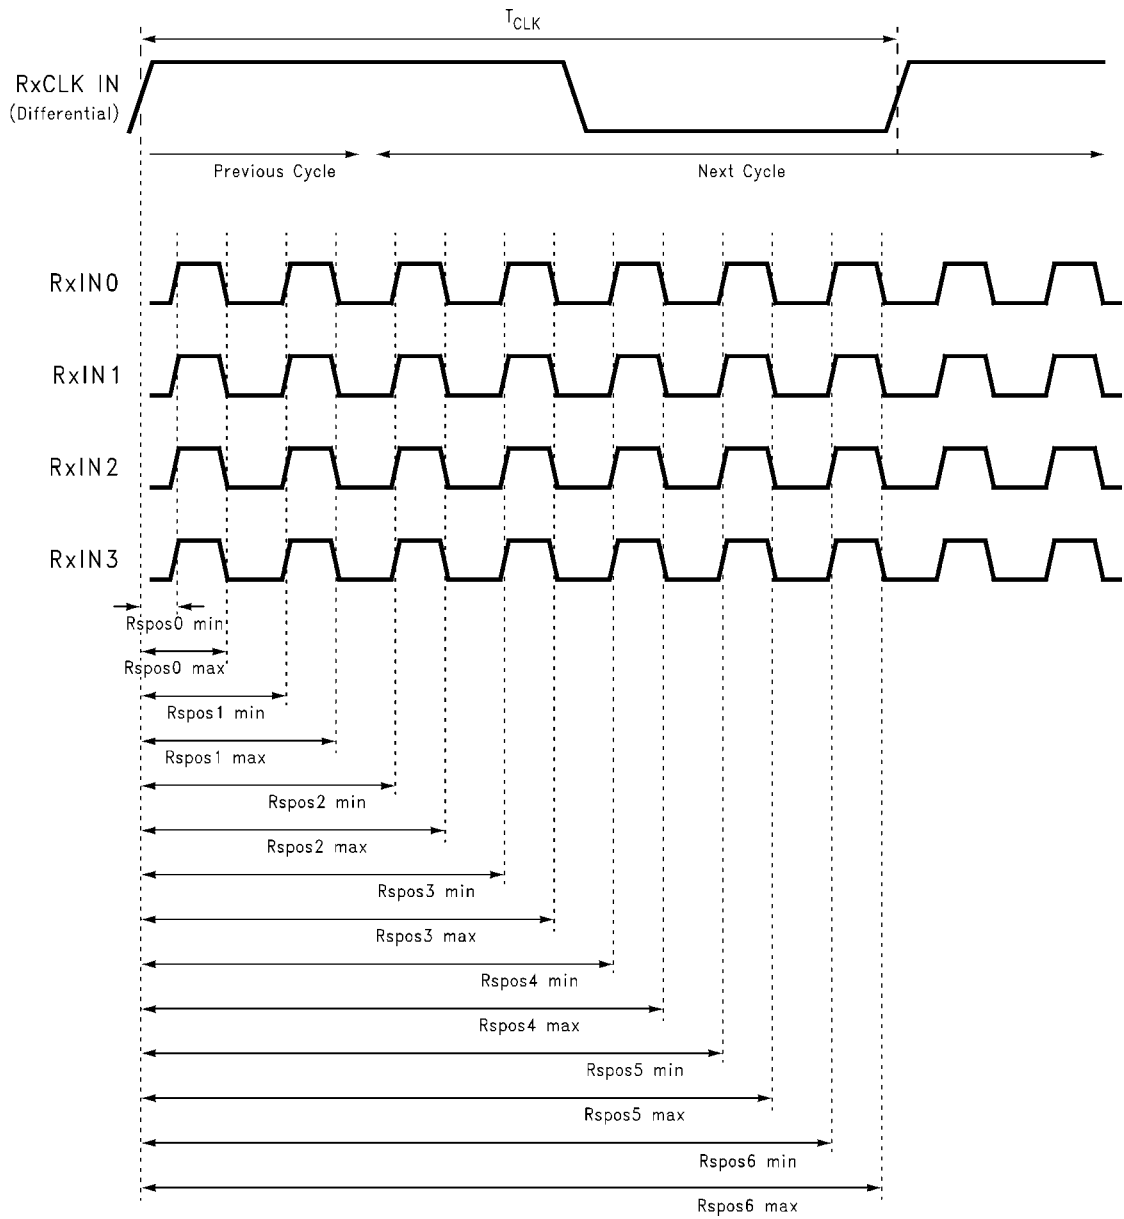 TCLK
RxCLK IN
(Differential)
Previous Cycle
Next Cycle
RxIN0
RxIN1
RxIN2
RxIN3
Rspos0 min
Rspos0 max
Rspos1 min
Rspos1 max
Rspos2 min
Rspos2 max
Rspos3 min
Rspos3 max
Rspos4 min
Rspos4 max
Rspos5 min
Rspos5 max
Rspos6 min
Rspos6 max